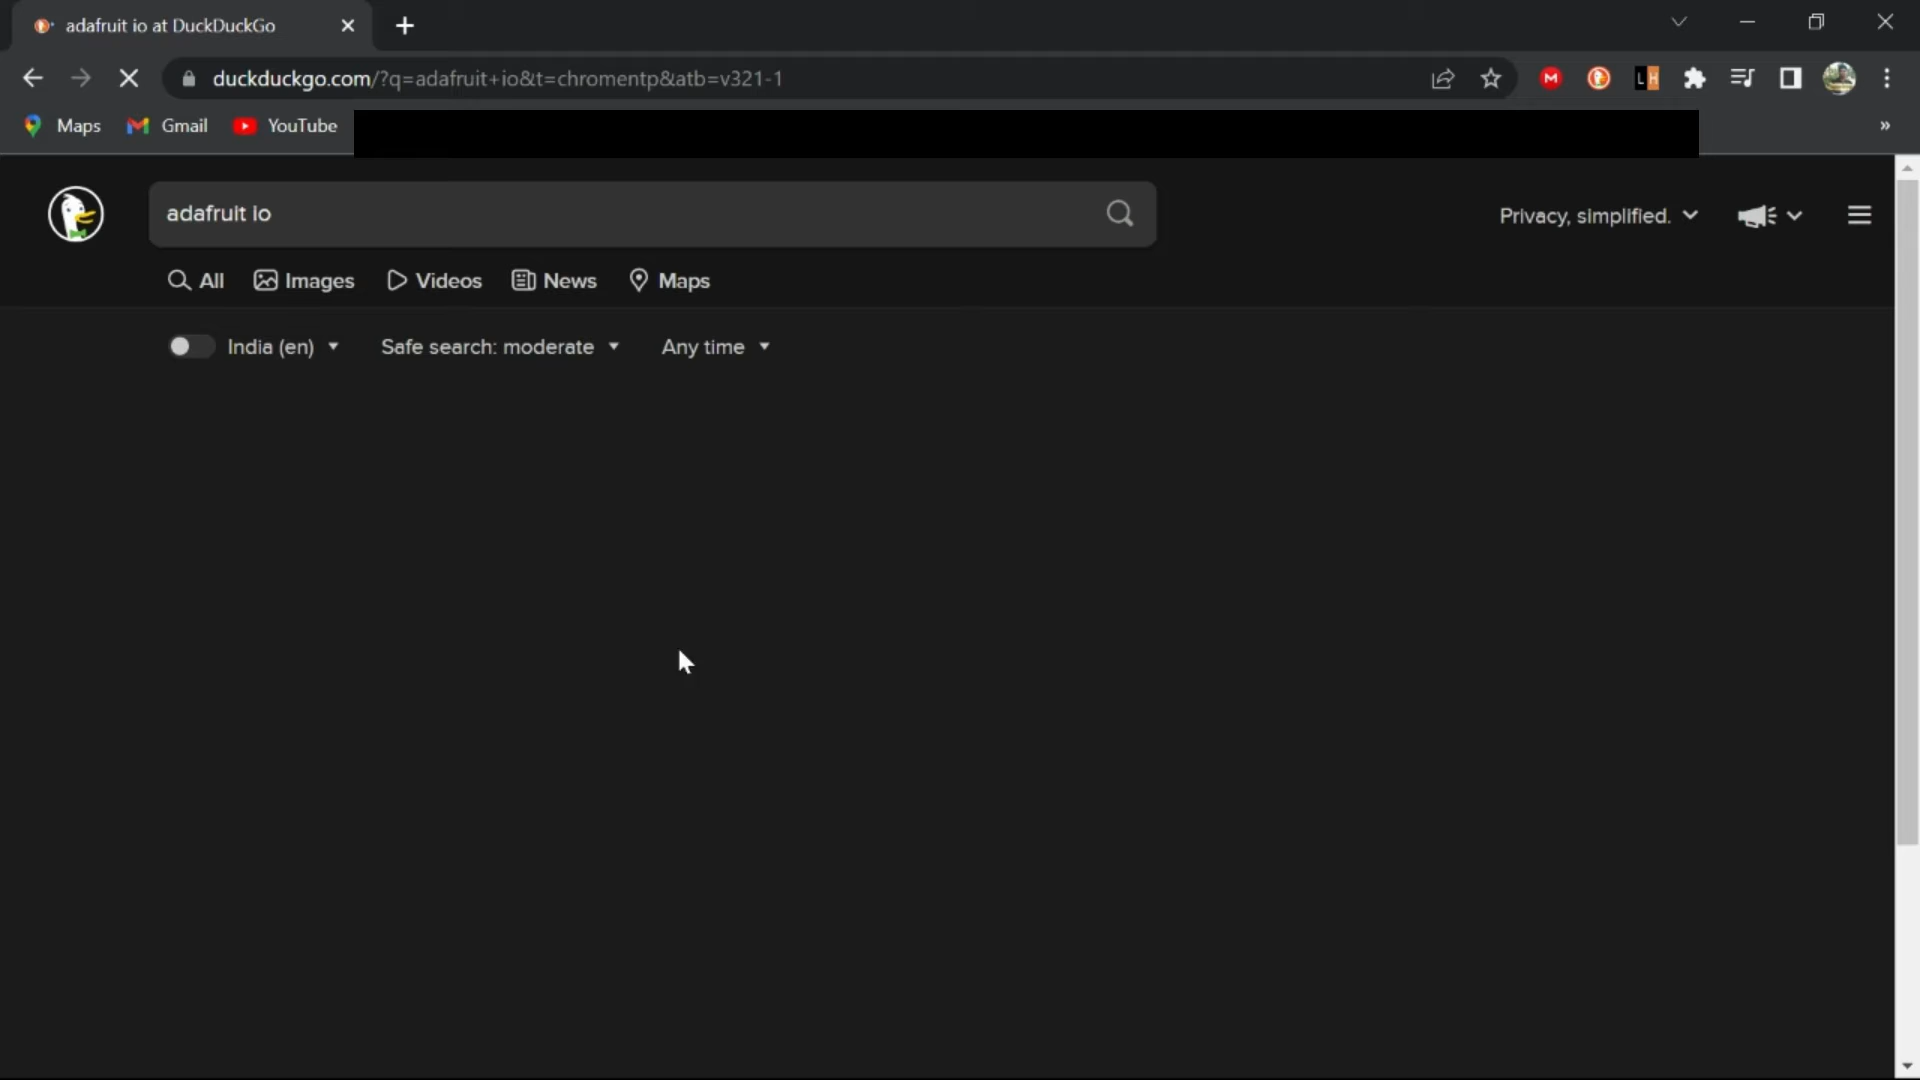 adafruit io at DuckDuckGo
duckduckgo.com/?q=adafruit+io&t=chromentp&atb=v321-1
M LH
Maps Gmail YouTube »
adafruit io Privacy, simplified.
All Images Videos News Maps
India (en) Safe search: moderate Any time